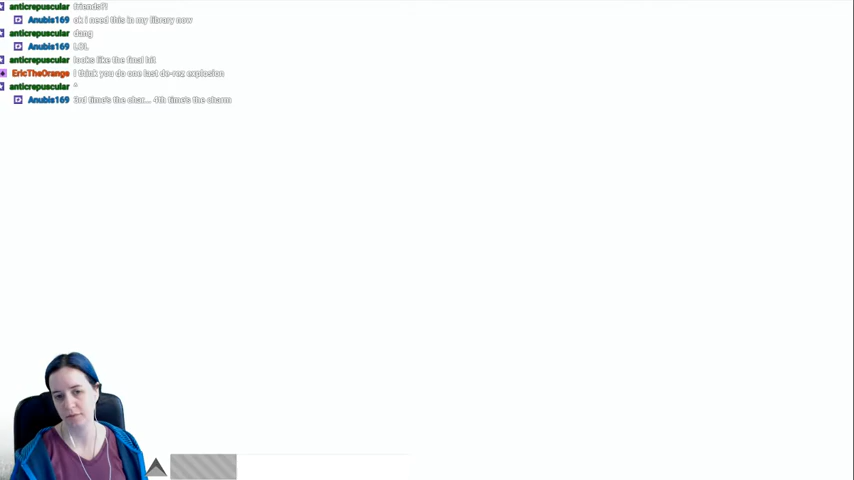 anticrepuscular friends?!
Anubis169 ok i need this in my library now
anticrepuscular dang
Anubis169 LOL
anticrepuscular looks like the final hit
EricTheOrange I think you do one last de-rez explosion
anticrepuscular ^
Anubis169 3rd time's the char... 4th time's the charm